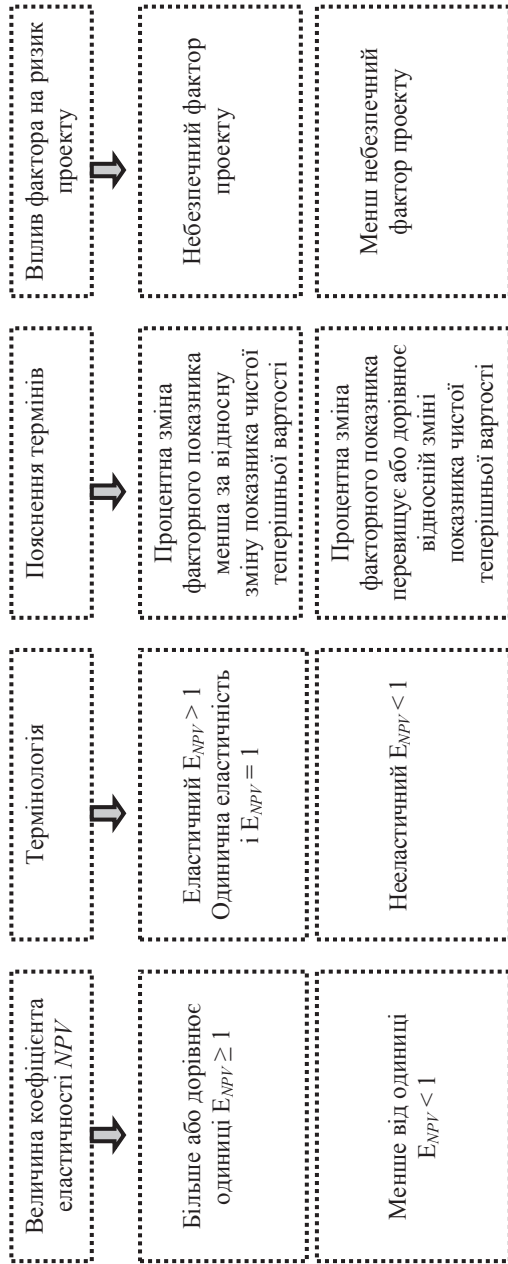 Величина коефіцієнта
еластичності NPV
Термінологія
Пояснення термінів
Вплив фактора на ризик
проекту
Більше або дорівнює
одиниці E_NPV ≥ 1
Еластичний E_NPV > 1
Одинична еластичність
і E_NPV = 1
Процентна зміна
факторного показника
менша за відносну
зміну показника чистої
теперішньої вартості
Небезпечний фактор
проекту
Менше від одиниці
E_NPV < 1
Нееластичний E_NPV < 1
Процентна зміна
факторного показника
перевищує або дорівнює
відносній зміні
показника чистої
теперішньої вартості
Менш небезпечний
фактор проекту